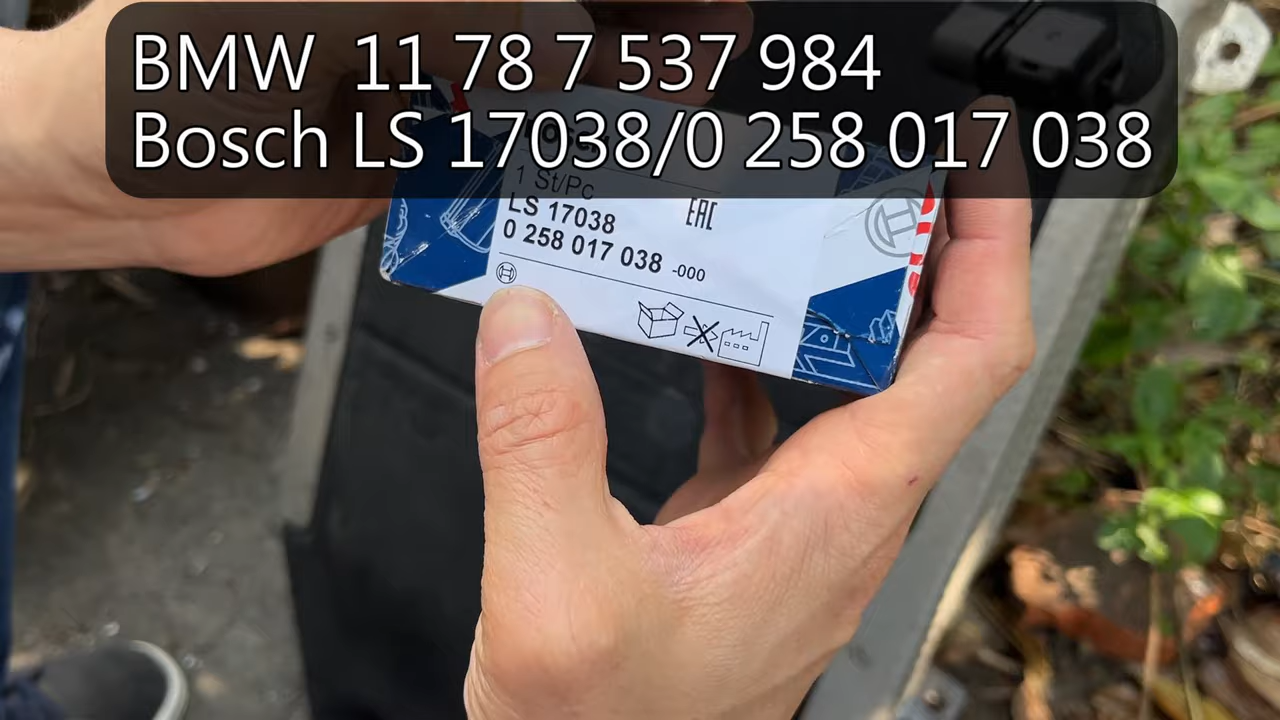 BMW 11 78 7 537 984
Bosch LS 17038/0 258 017 038
1 St/Pc
LS 17038
EAC
0 258 017 038 -000